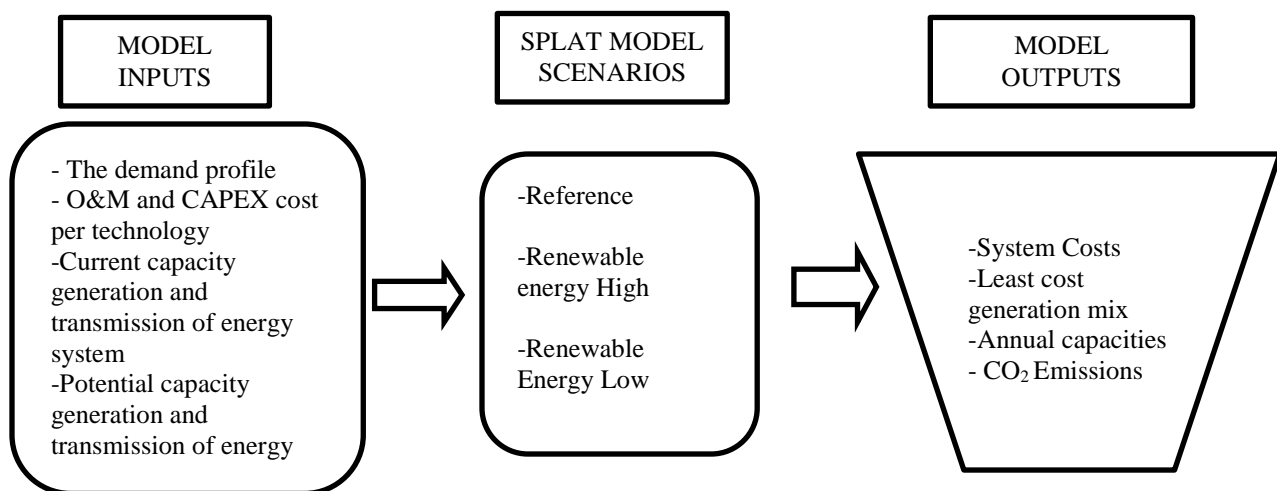 MODEL
INPUTS
- The demand profile
- O&M and CAPEX cost
per technology
-Current capacity
generation and
transmission of energy
system
-Potential capacity
generation and
transmission of energy
SPLAT MODEL
SCENARIOS
-Reference
-Renewable
energy High
-Renewable
Energy Low
MODEL
OUTPUTS
-System Costs
-Least cost
generation mix
-Annual capacities
- CO₂ Emissions